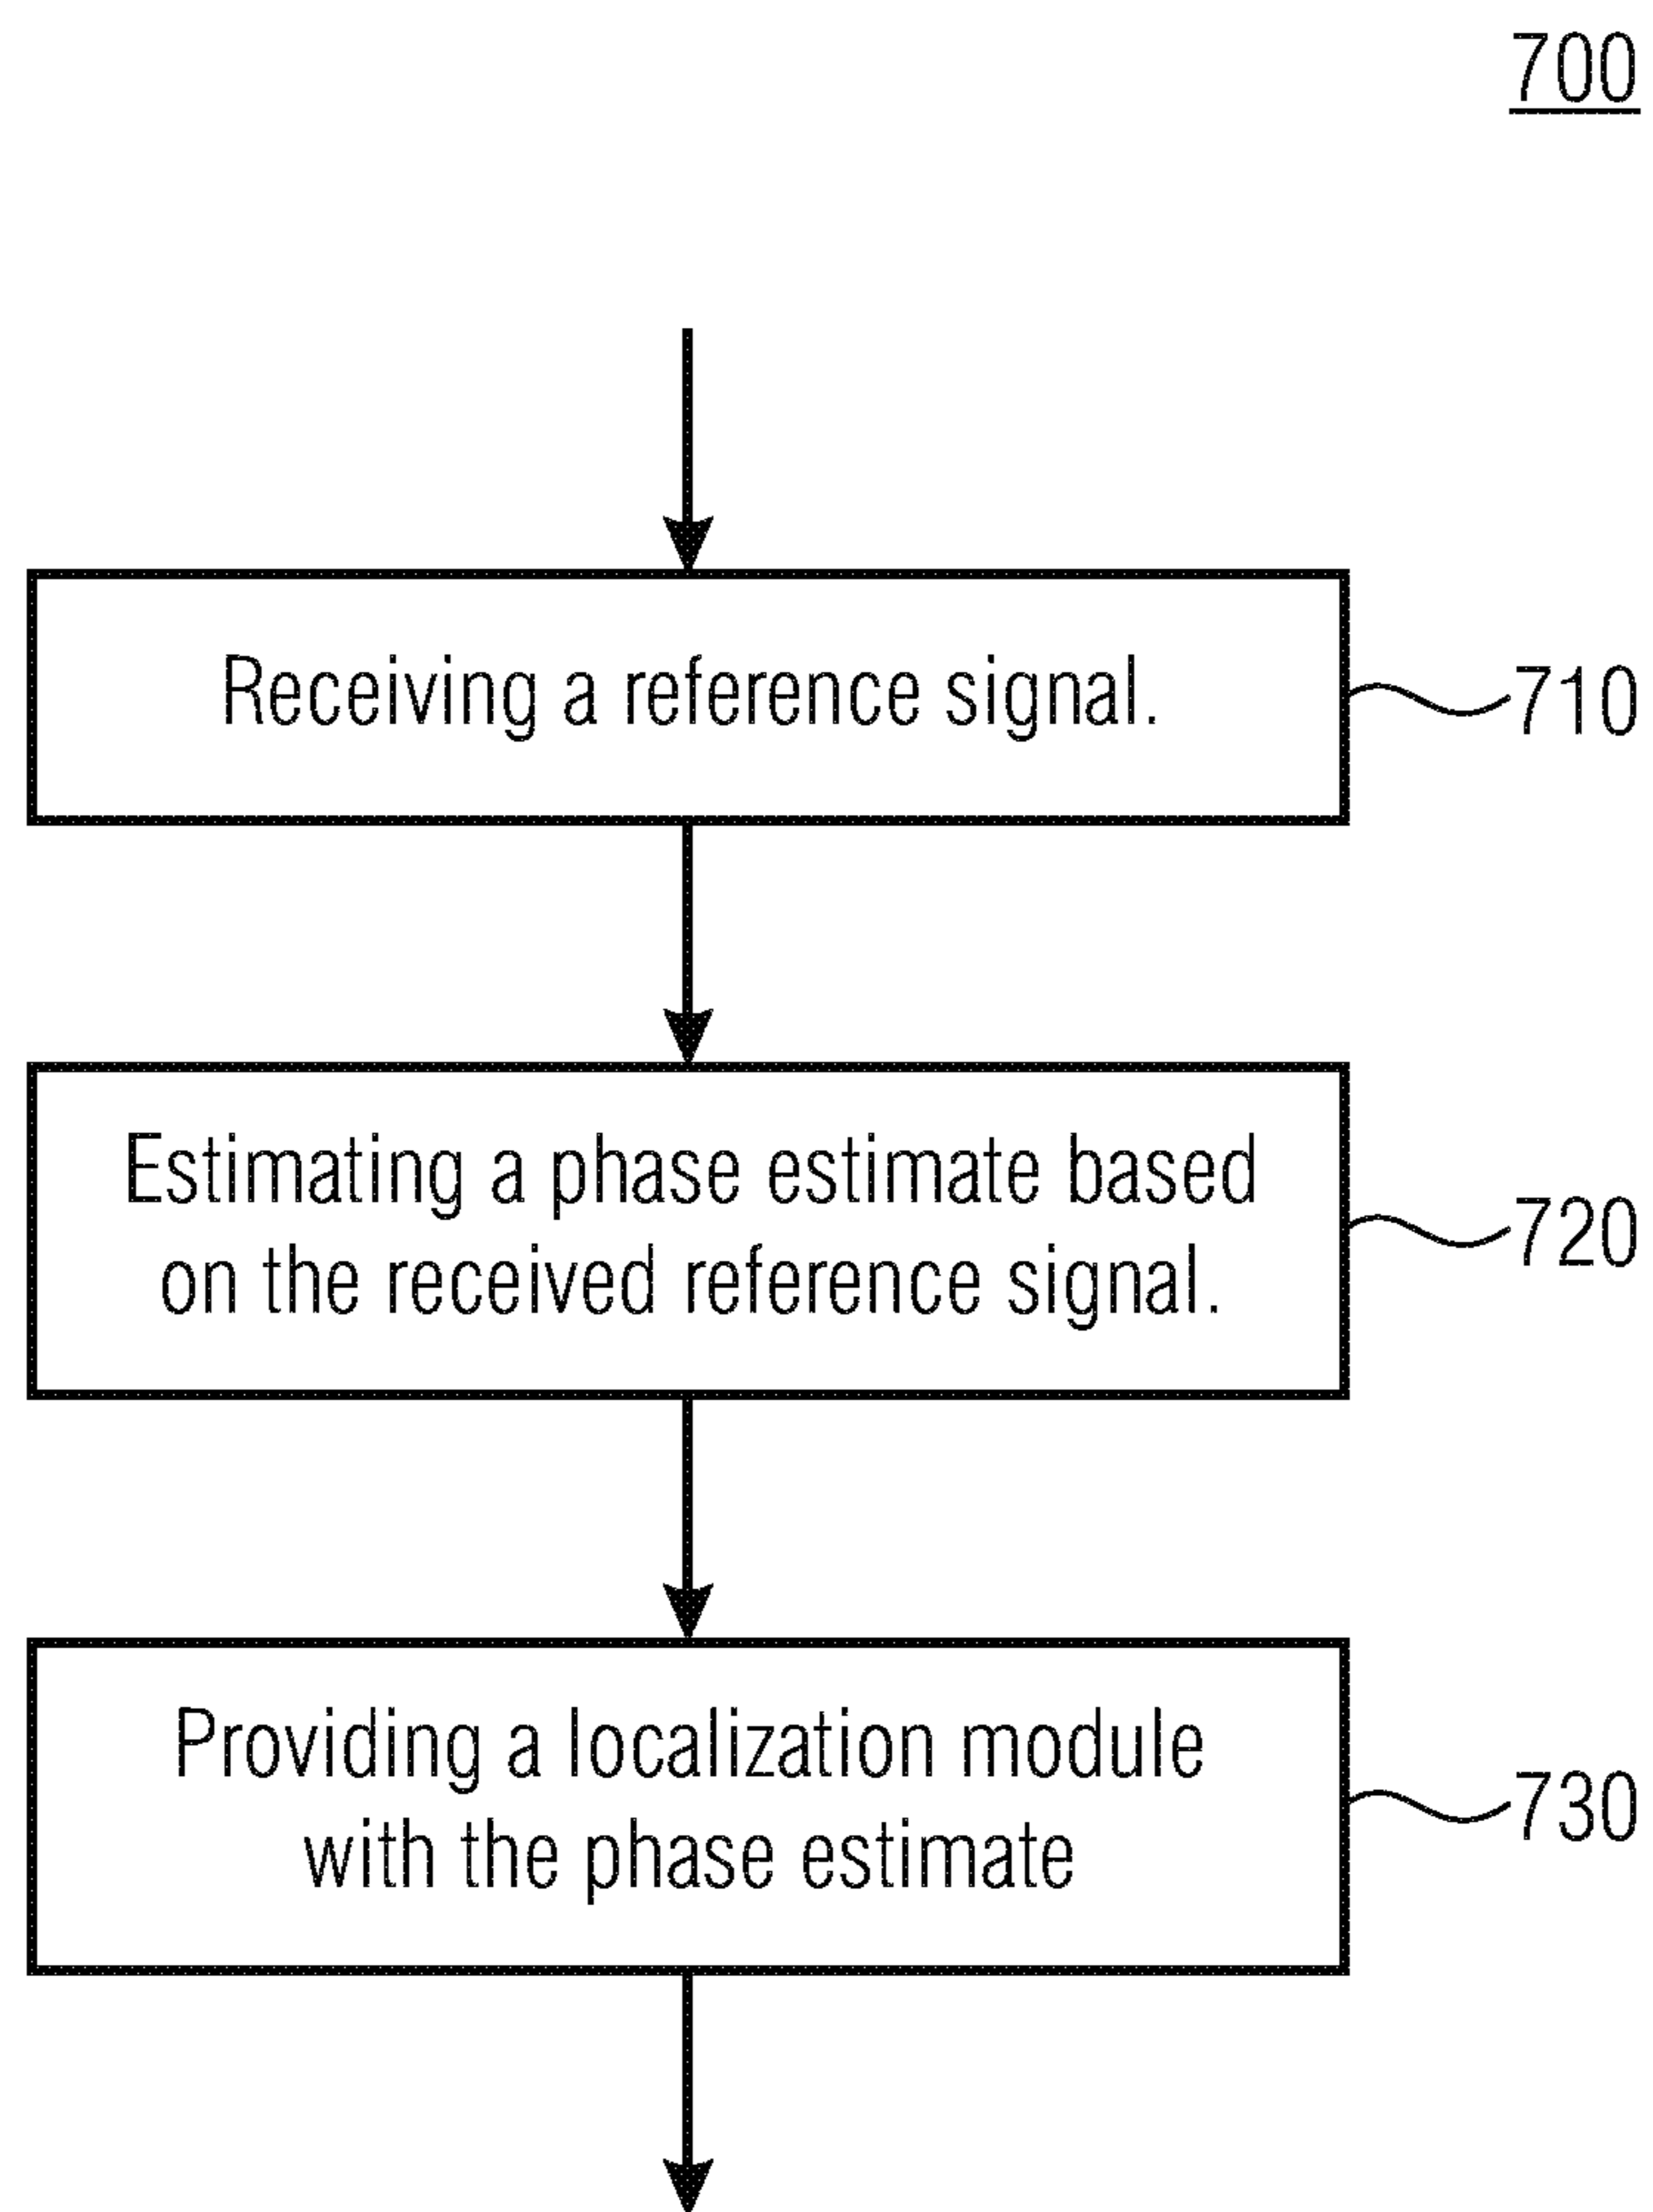 700
Receiving a reference signal.
710
Estimating a phase estimate based
on the received reference signal.
720
Providing a localization module
with the phase estimate
730